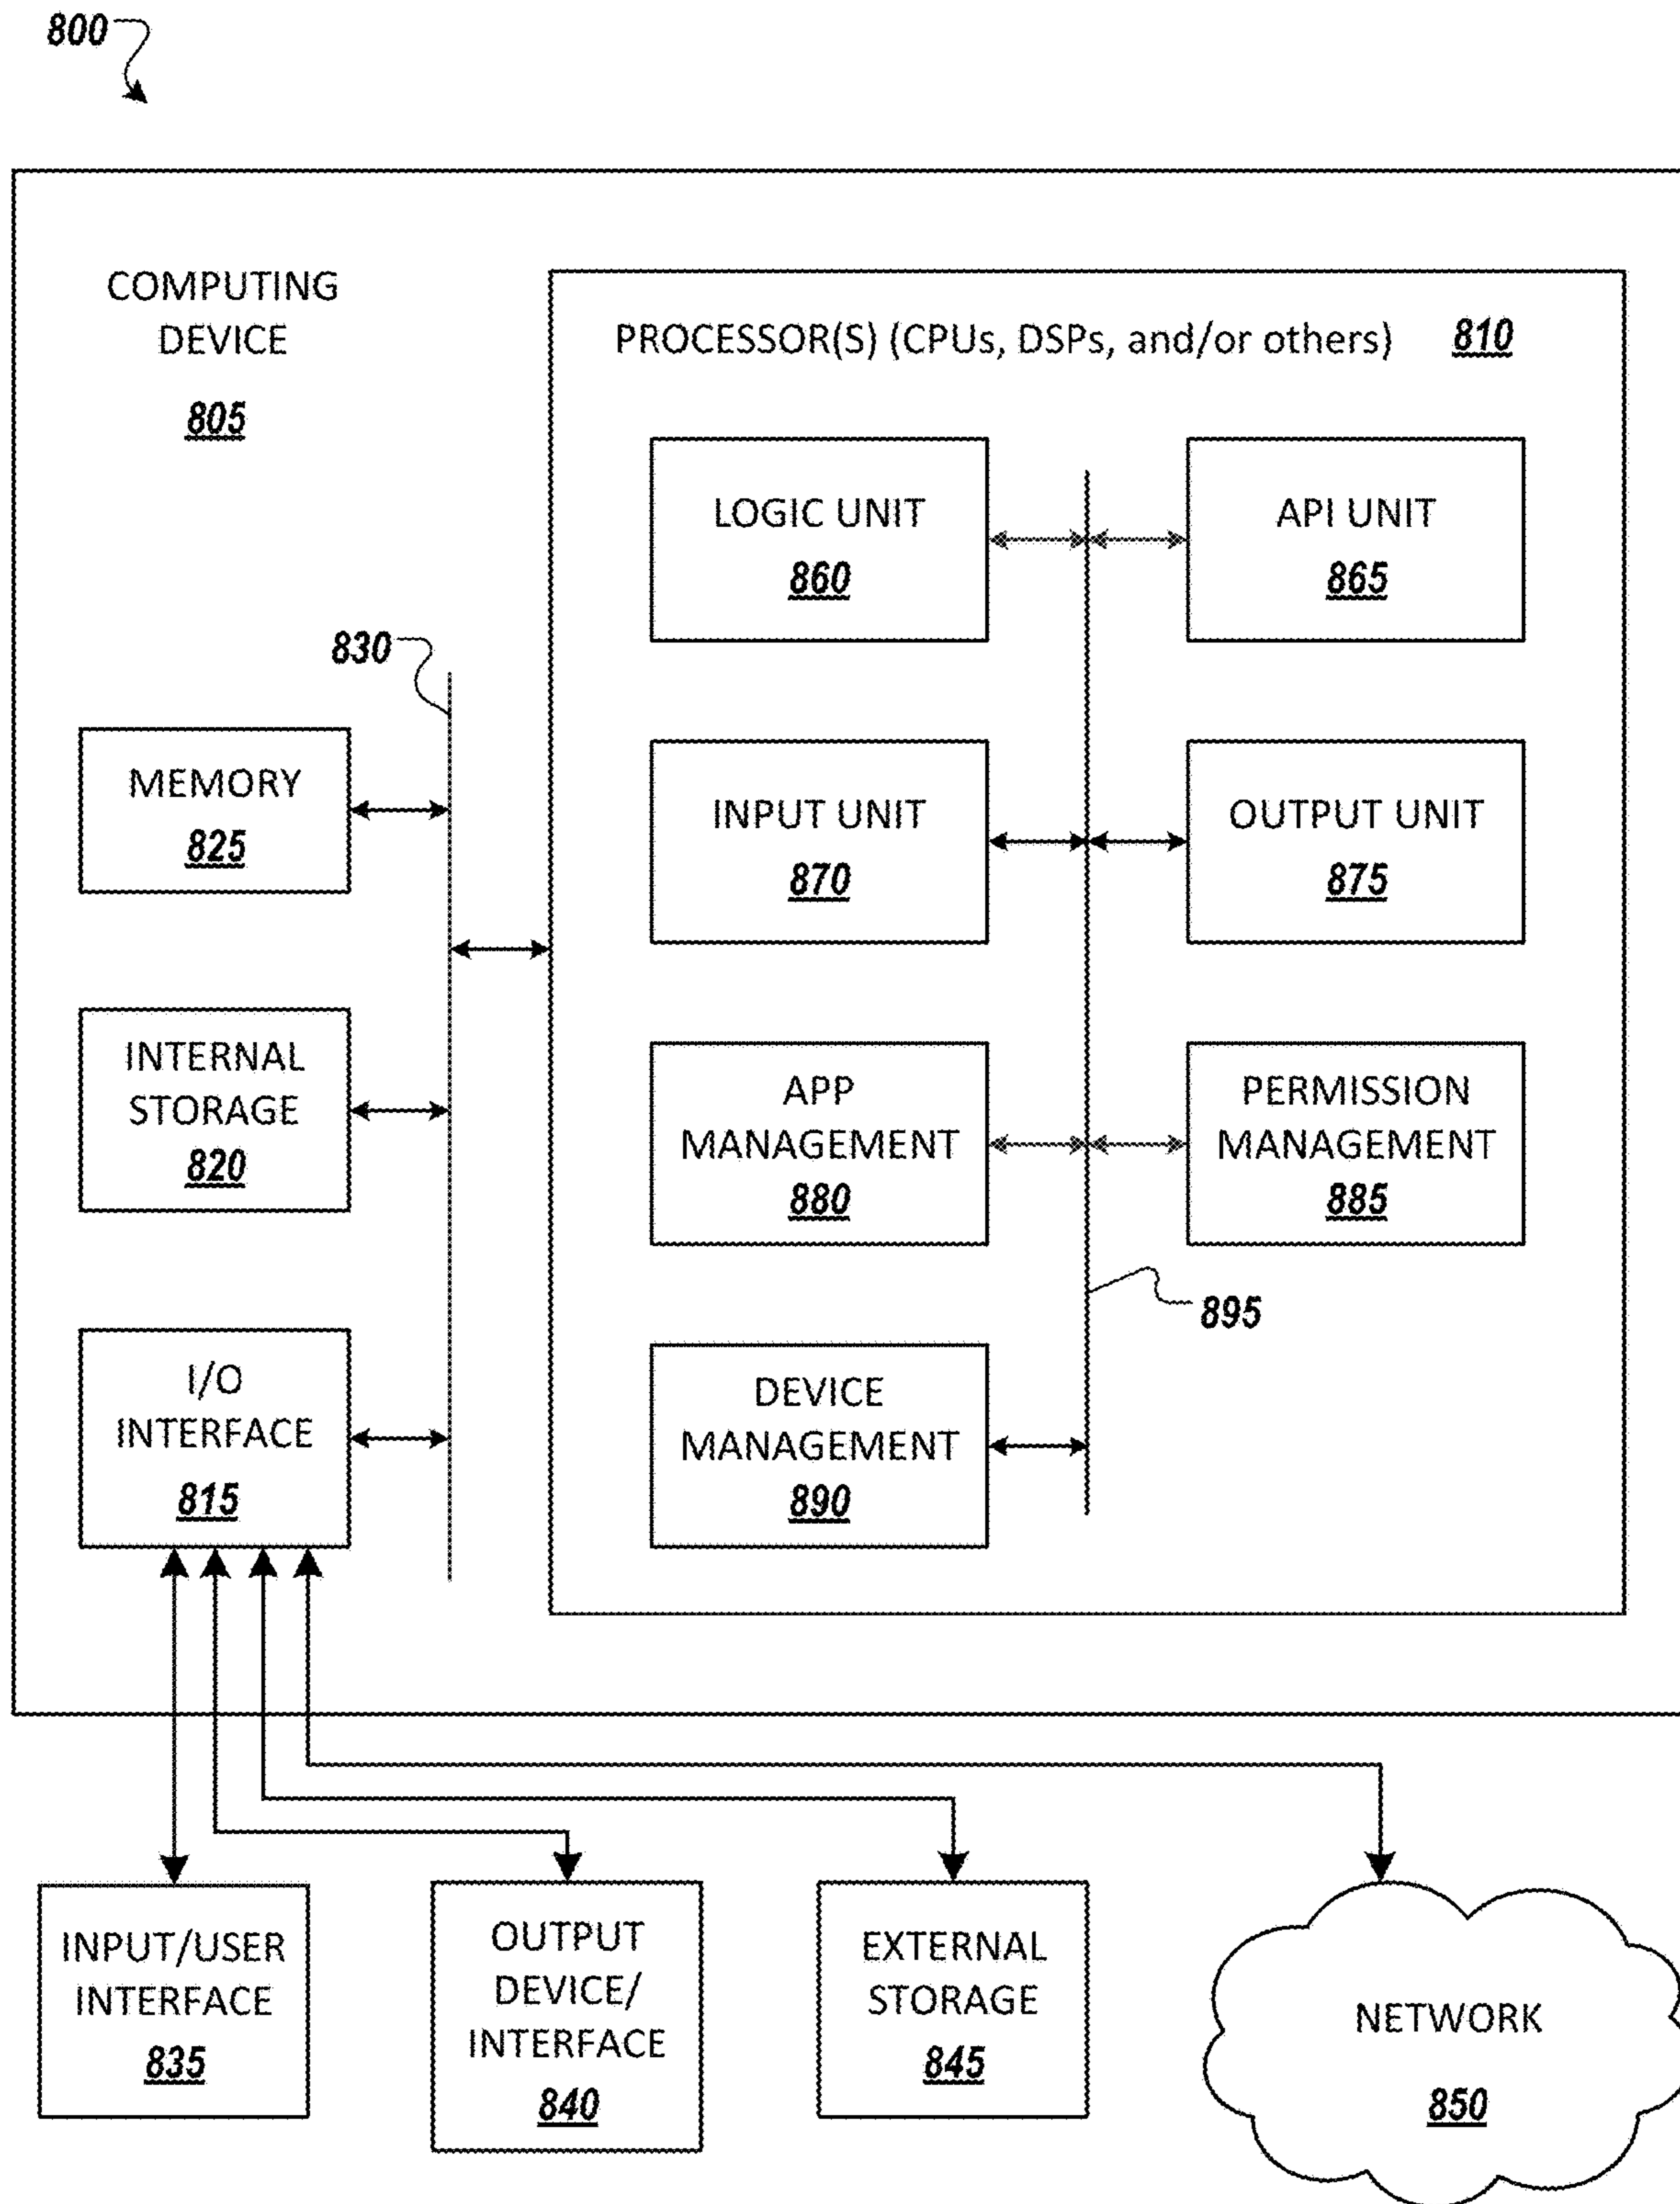 800
COMPUTING
DEVICE
805
PROCESSOR(S) (CPUs, DSPs, and/or others) 810
LOGIC UNIT
860
API UNIT
865
830
MEMORY
825
INPUT UNIT
870
OUTPUT UNIT
875
INTERNAL
STORAGE
820
APP
MANAGEMENT
880
PERMISSION
MANAGEMENT
885
895
I/O
INTERFACE
815
DEVICE
MANAGEMENT
890
INPUT/USER
INTERFACE
835
OUTPUT
DEVICE/
INTERFACE
840
EXTERNAL
STORAGE
845
NETWORK
850